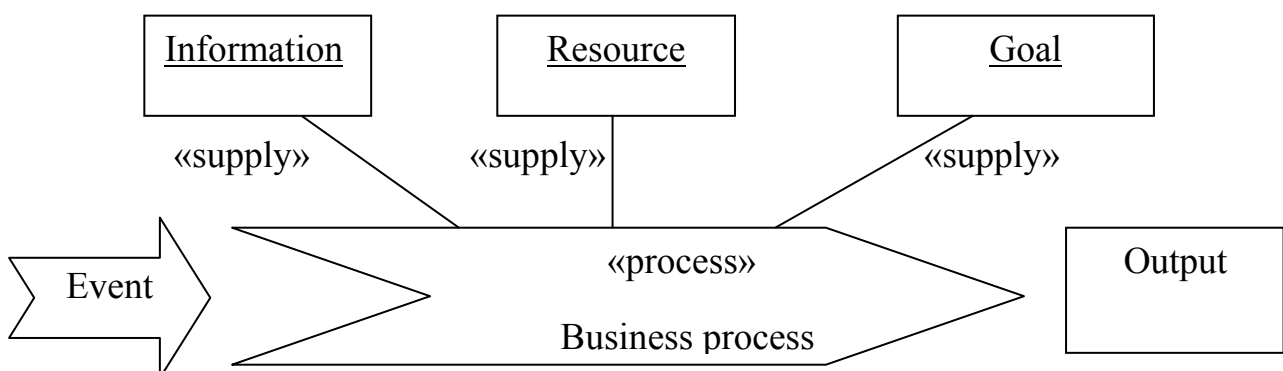 Information
Resource
Goal
«supply»
«supply»
«supply»
Event
«process»
Business process
Output